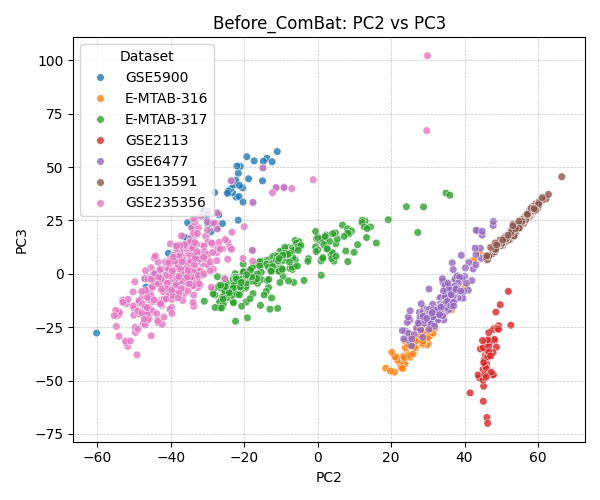 Before_ComBat: PC2 vs PC3
Dataset
GSE5900
E-MTAB-316
E-MTAB-317
GSE2113
GSE6477
GSE13591
GSE235356
PC3
100
75
50
25
0
−25
−50
−75
−60
−40
−20
0
20
40
60
PC2